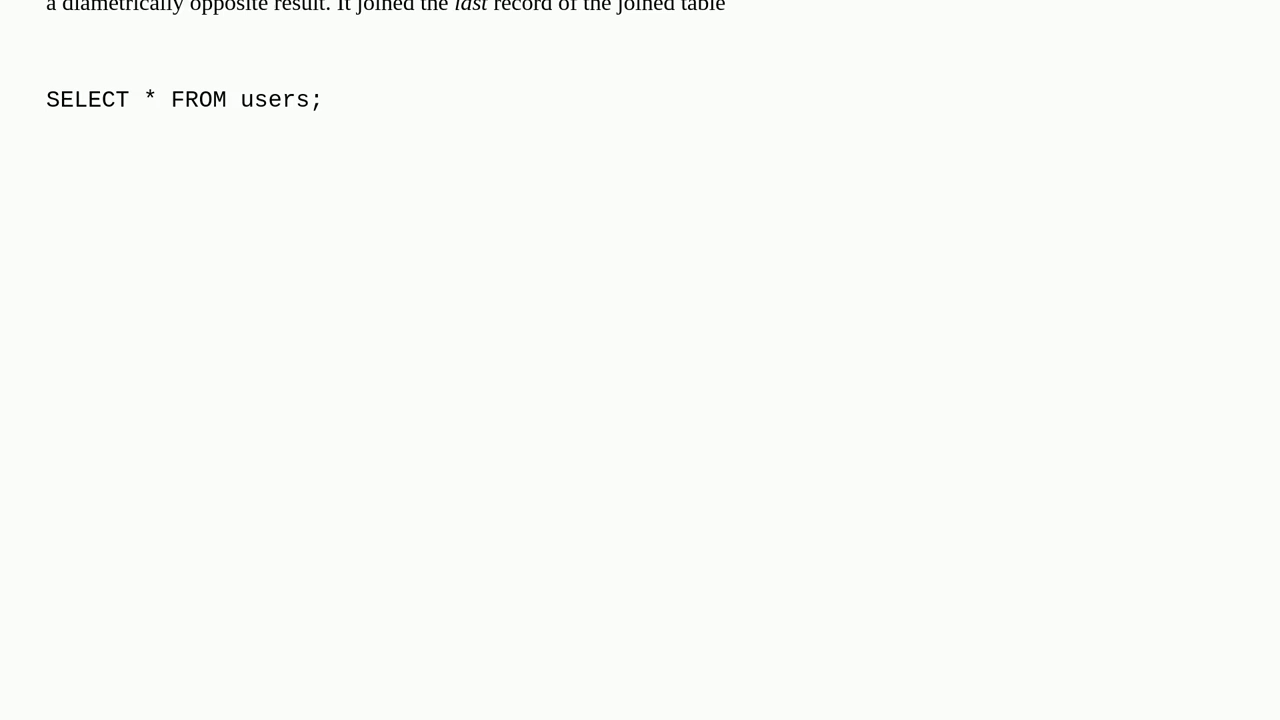 a diametrically opposite result. It joined the last record of the joined table
SELECT * FROM users;